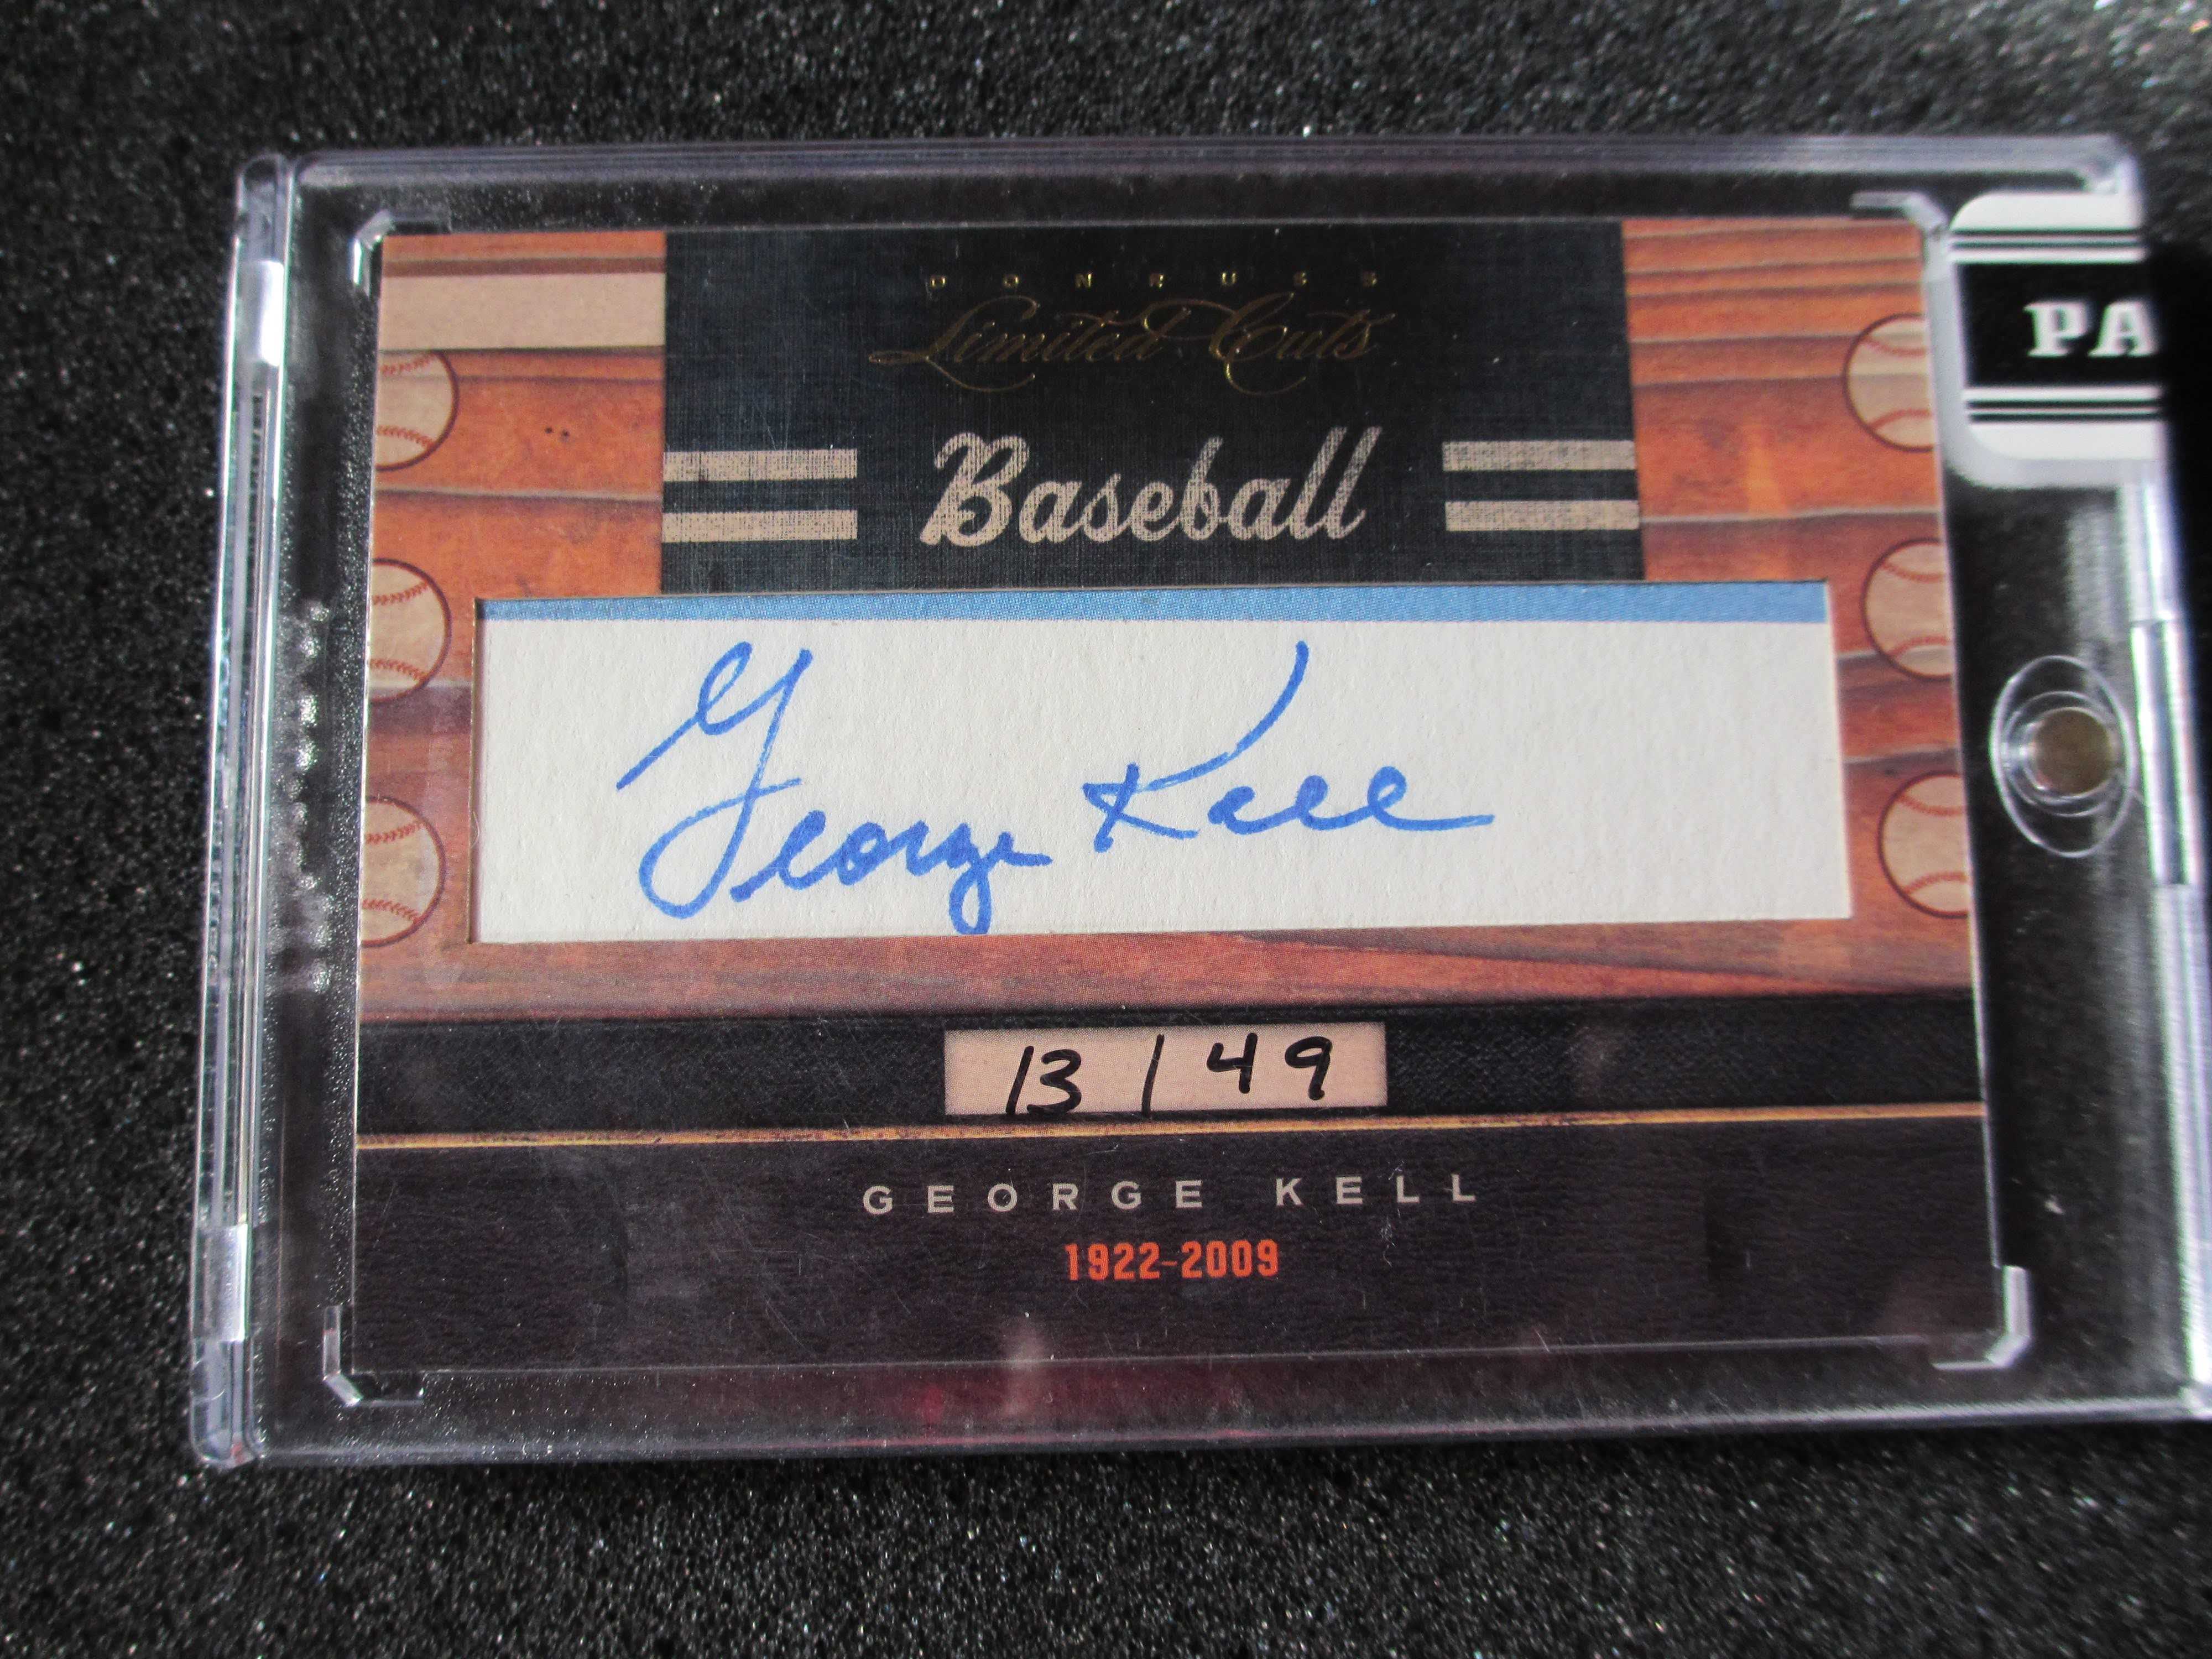 DONRUSS
Limited Cuts
PA
Baseball
George Kell
13 / 49
GEORGE KELL
1922-2009